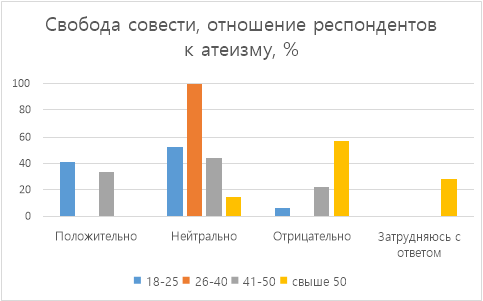 Свобода совести, отношение респондентов
к атеизму, %
100
80
60
40
20
0
Положительно
Нейтрально
Отрицательно
Затрудняюсь с
ответом
18-25
26-40
41-50
свыше 50